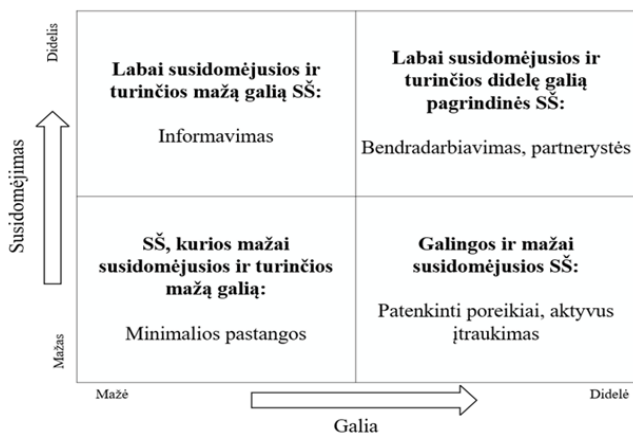 Didelis
Susidomėjimas
Mažas
Labai susidomėjusios ir
turinčios mažą galią SŠ:
Informavimas
Labai susidomėjusios ir
turinčios didelę galią
pagrindinės SŠ:
Bendradarbiavimas, partnerystės
SŠ, kurios mažai
susidomėjusios ir turinčios
mažą galią:
Minimalios pastangos
Galingos ir mažai
susidomėjusios SŠ:
Patenkinti poreikiai, aktyvus
įtraukimas
Mažė
Didelė
Galia